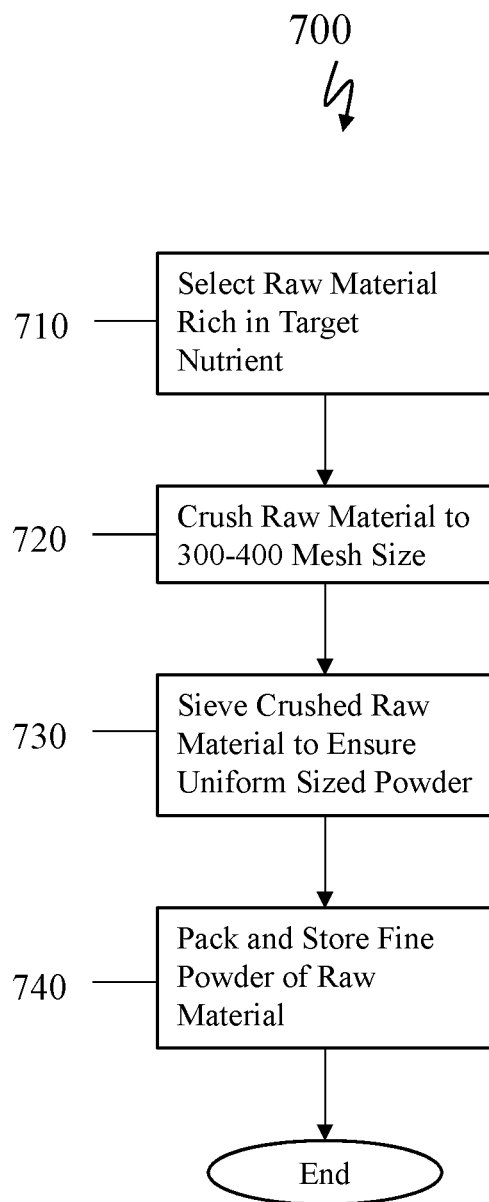 700
710
Select Raw Material
Rich in Target
Nutrient
720
Crush Raw Material to
300-400 Mesh Size
730
Sieve Crushed Raw
Material to Ensure
Uniform Sized Powder
740
Pack and Store Fine
Powder of Raw
Material
End